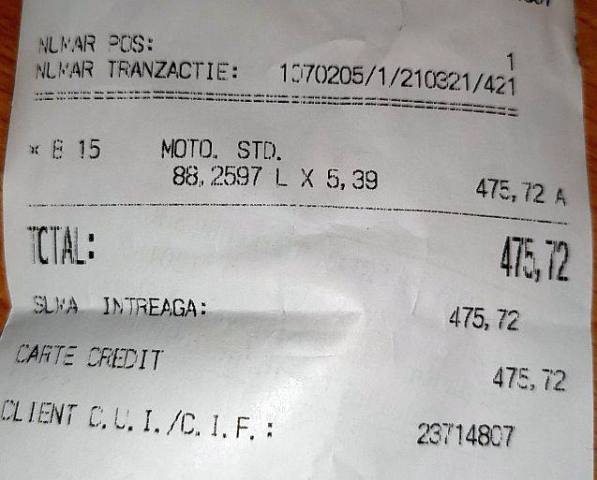 NUMAR POS: 1
NUMAR TRANZACTIE: 1070205/1/210321/421
* B 15 MOTO. STD.
88,2597 L X 5,39 475,72 A
TOTAL: 475,72
SUMA INTREAGA: 475,72
CARTE CREDIT 475,72
CLIENT C.U.I./C.I.F.: 23714807